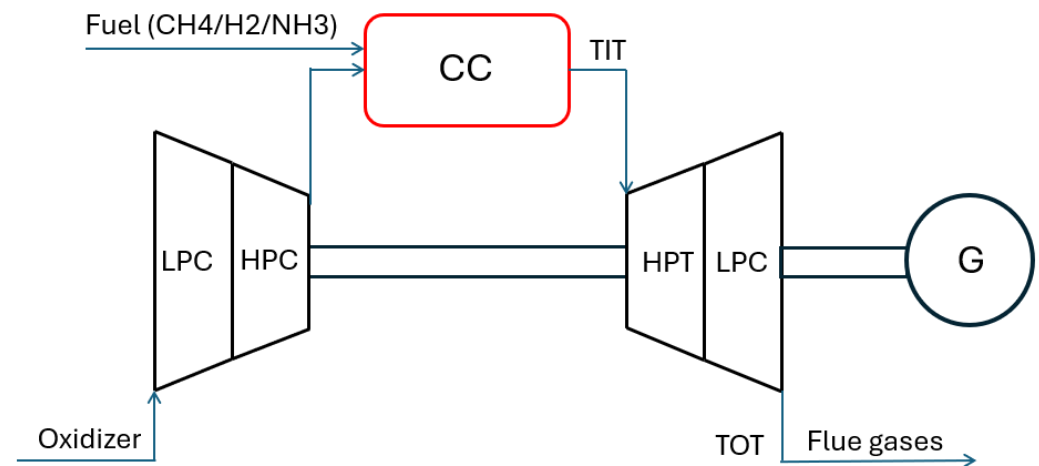 Fuel (CH4/H2/NH3)
CC
TIT
LPC
HPC
HPT
LPC
G
Oxidizer
TOT
Flue gases